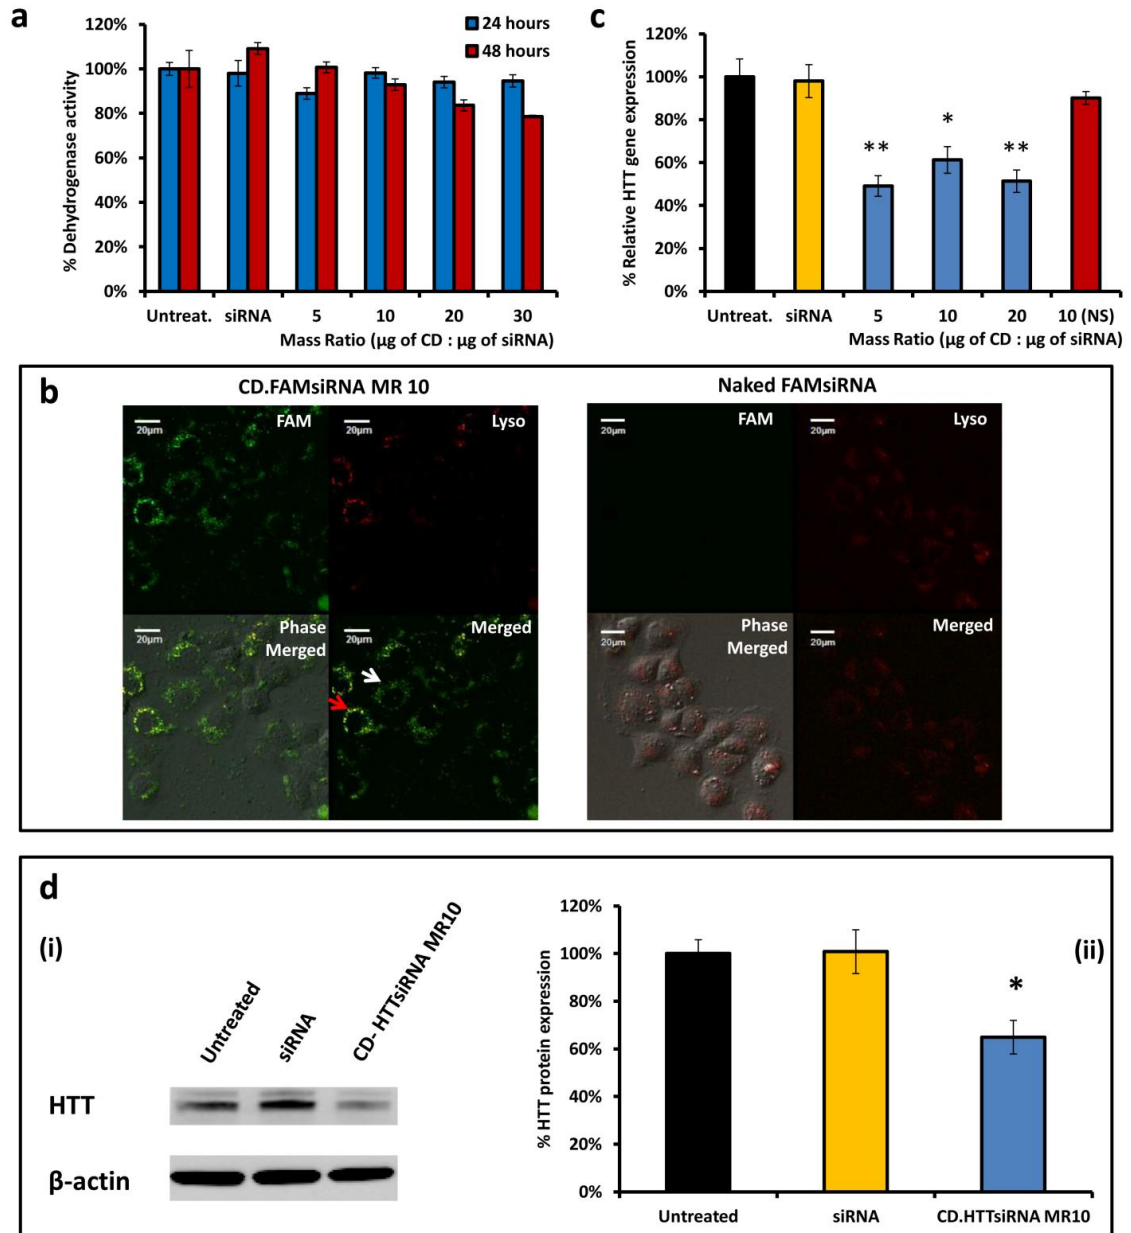 a
120%
100%
80%
60%
40%
20%
0%
% Dehydrogenase activity
24 hours
48 hours
Untreat. siRNA 5 10 20 30
Mass Ratio (µg of CD : µg of siRNA)
c
120%
100%
80%
60%
40%
20%
0%
% Relative HTT gene expression
** * **
Untreat. siRNA 5 10 20 10 (NS)
Mass Ratio (µg of CD : µg of siRNA)
b
CD.FAMsiRNA MR 10
20µm FAM
20µm Lyso
20µm Phase
Merged
20µm Merged
Naked FAMsiRNA
20µm FAM
20µm Lyso
20µm Phase
Merged
20µm Merged
d
(i)
Untreated
siRNA
CD- HTTsiRNA MR10
HTT
β-actin
(ii)
120%
100%
80%
60%
40%
20%
0%
% HTT protein expression
*
Untreated siRNA CD.HTTsiRNA MR10